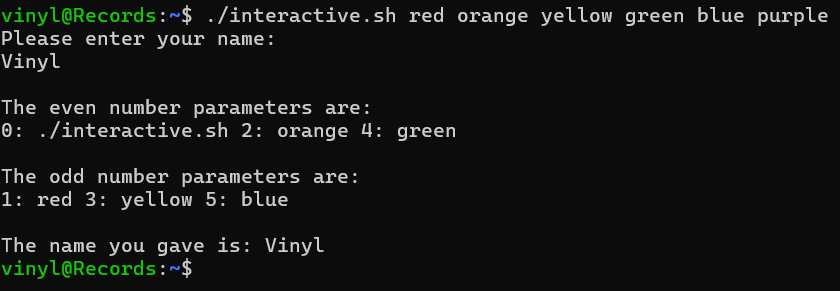 vinyl@Records:~$ ./interactive.sh red orange yellow green blue purple
Please enter your name:
Vinyl
The even number parameters are:
0: ./interactive.sh 2: orange 4: green
The odd number parameters are:
1: red 3: yellow 5: blue
The name you gave is: Vinyl
vinyl@Records:~$